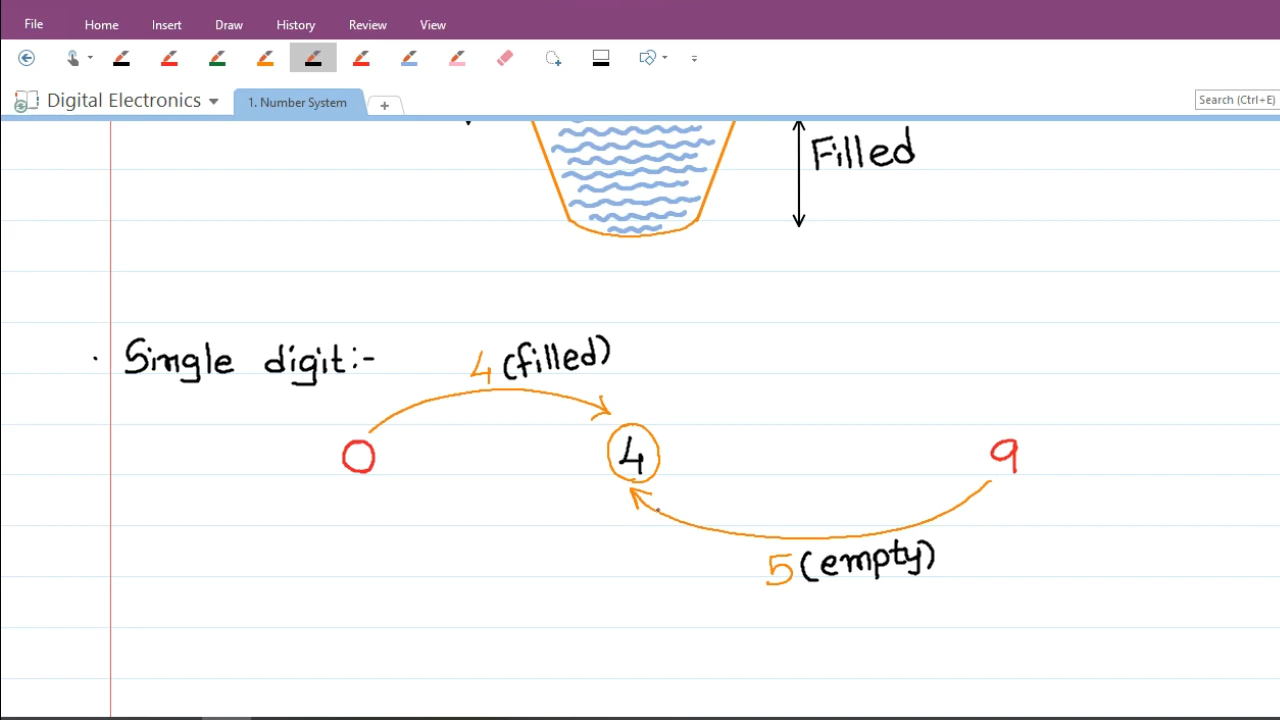 File Home Insert Draw History Review View
Digital Electronics 1. Number System + Search (Ctrl+E)
Filled
Single digit:- 4 (filled)
0 4 9
5 (empty)